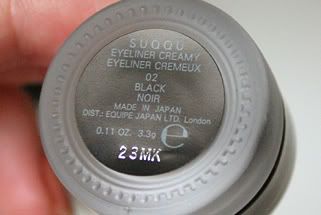 SUQQU
EYELINER CREAMY
EYELINER CREMEUX
02
BLACK
NOIR
MADE IN JAPAN
DIST.: EQUIPE JAPAN LTD. London
0.11 OZ. 3.3g e
23MK